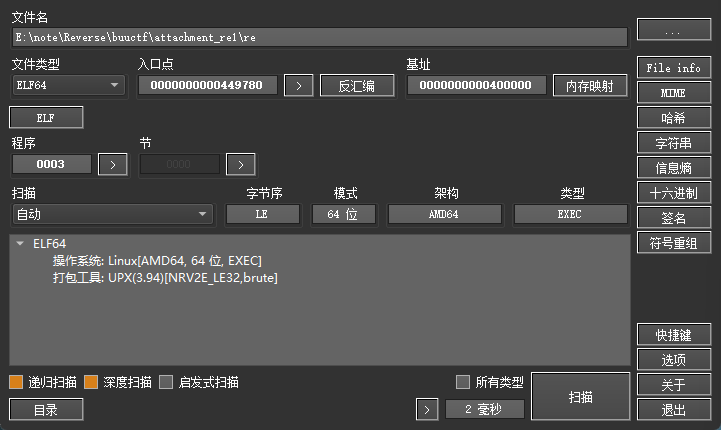 文件名
E:\note\Reverse\buuctf\attachment_re1\re
...
文件类型 入口点 基址
ELF64 0000000000449780 > 反汇编 0000000000400000 内存映射
File info
MIME
ELF
哈希
程序 节
字符串
0003 > 0000 >
信息熵
扫描 字节序 模式 架构 类型
十六进制
自动 LE 64 位 AMD64 EXEC
签名
符号重组
ELF64
操作系统: Linux[AMD64, 64 位, EXEC]
打包工具: UPX(3.94)[NRV2E_LE32,brute]
快捷键
选项
递归扫描 深度扫描 启发式扫描 所有类型 扫描
关于
目录 > 2 毫秒
退出